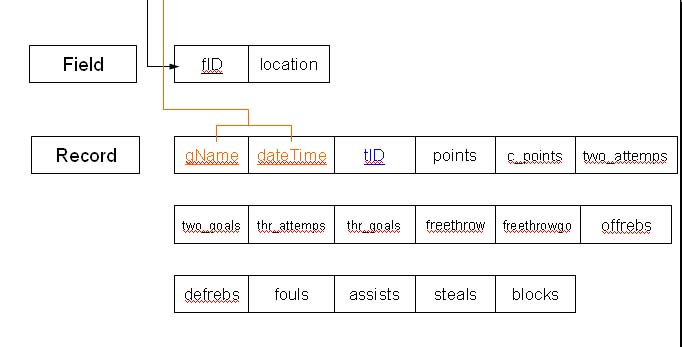 Field fID location
Record gName dateTime tID points c_points two_attemps
two_goals thr_attemps thr_goals freethrow freethrowgo offrebs
defrebs fouls assists steals blocks